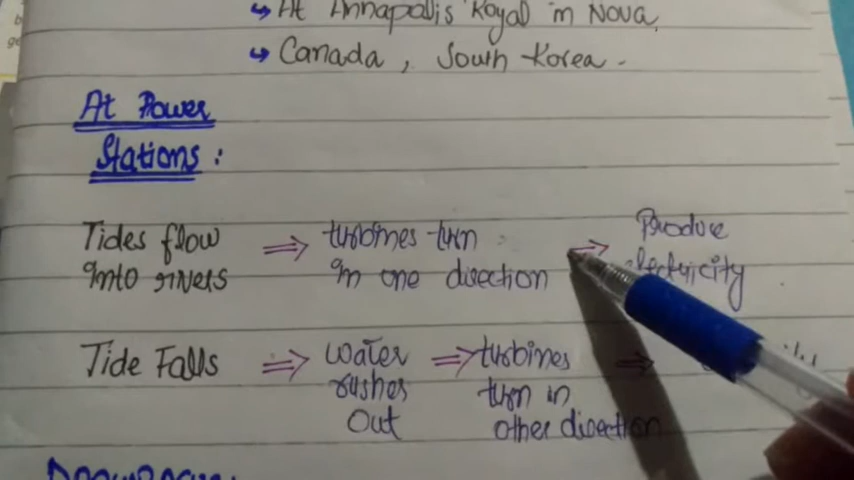 At Annapolis Royal in Nova,
Canada, South Korea.
At Power
Stations:
Tides flow ⇒ turbines turn ⇒ Produce
into rivers in one direction electricity
Tide Falls ⇒ water ⇒ turbines ⇒
rushes turn in
Out other direction